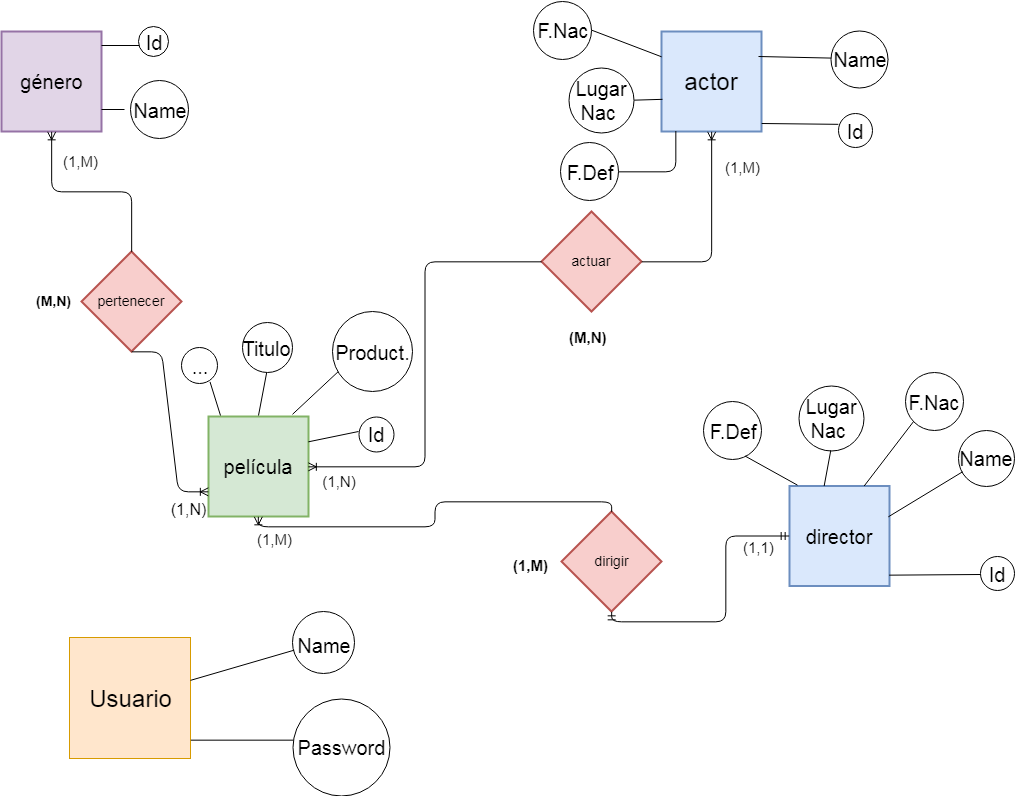 género
Id
Name
(1,M)
pertenecer
(M,N)
F.Nac
Lugar
Nac
F.Def
actor
Name
Id
(1,M)
actuar
(M,N)
...
Titulo
Product.
Id
película
(1,N)
(1,N)
(1,M)
dirigir
(1,M)
F.Def
Lugar
Nac
F.Nac
Name
director
(1,1)
Id
Usuario
Name
Password